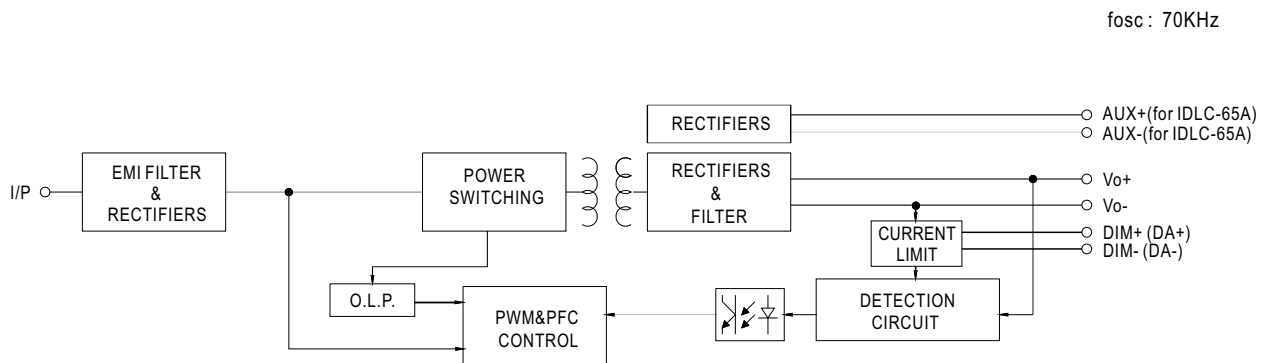 fosc : 70KHz
RECTIFIERS
AUX+(for IDLC-65A)
AUX-(for IDLC-65A)
I/P
EMI FILTER
&
RECTIFIERS
POWER
SWITCHING
RECTIFIERS
&
FILTER
Vo+
Vo-
CURRENT
LIMIT
DIM+ (DA+)
DIM- (DA-)
O.L.P.
PWM&PFC
CONTROL
DETECTION
CIRCUIT